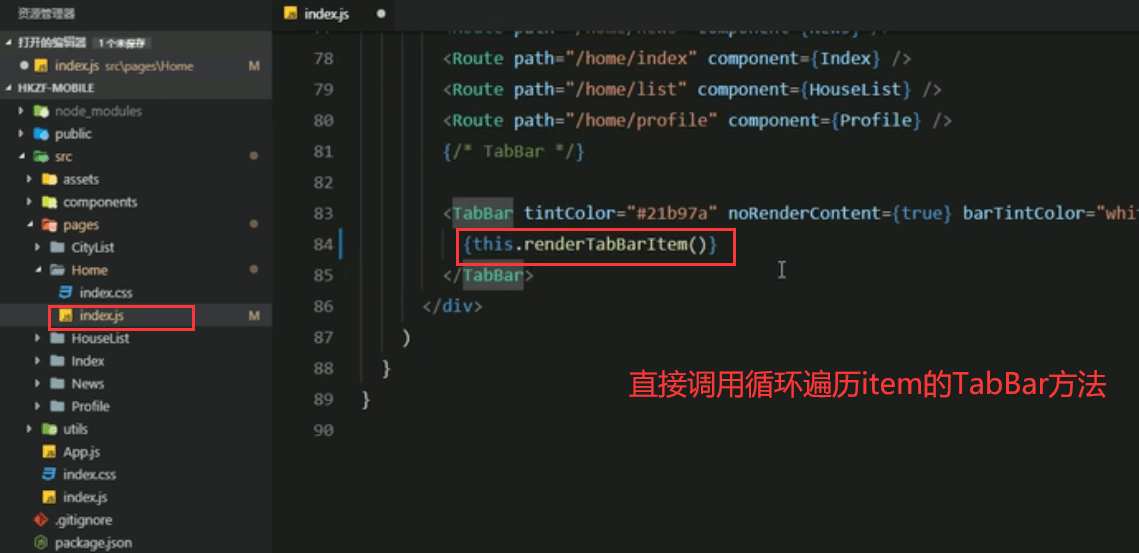 资源管理器
打开的编辑器 1 个未保存
index.js src\pages\Home M
HKZF-MOBILE
node_modules
public
src
assets
components
pages
CityList
Home
index.css
index.js M
HouseList
Index
News
Profile
utils
App.js
index.css
index.js
.gitignore
package.json
index.js
78 <Route path="/home/index" component={Index} />
79 <Route path="/home/list" component={HouseList} />
80 <Route path="/home/profile" component={Profile} />
81 {/* TabBar */}
82
83 <TabBar tintColor="#21b97a" noRenderContent={true} barTintColor="whi
84 {this.renderTabBarItem()}
85 </TabBar>
86 </div>
87 )
88 }
89 }
90
直接调用循环遍历item的TabBar方法